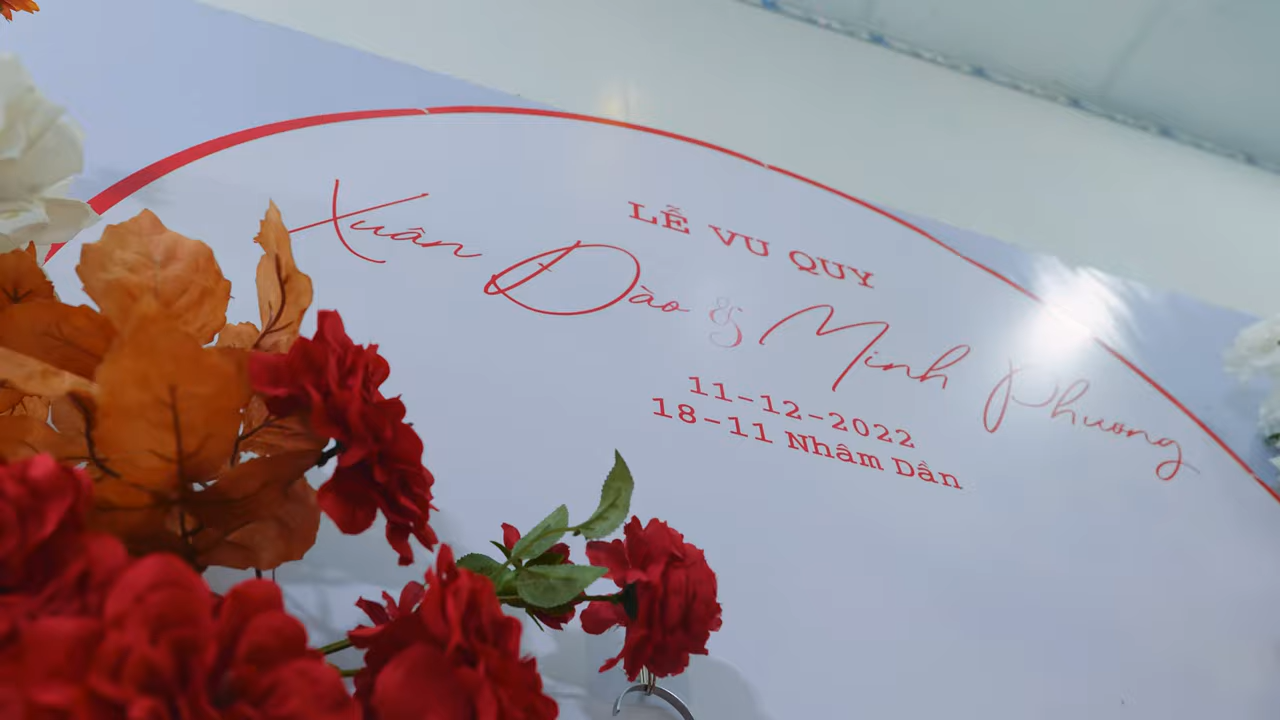 LỄ VU QUY
Xuân Đào & Minh Phương
11-12-2022
18-11 Nhâm Dần